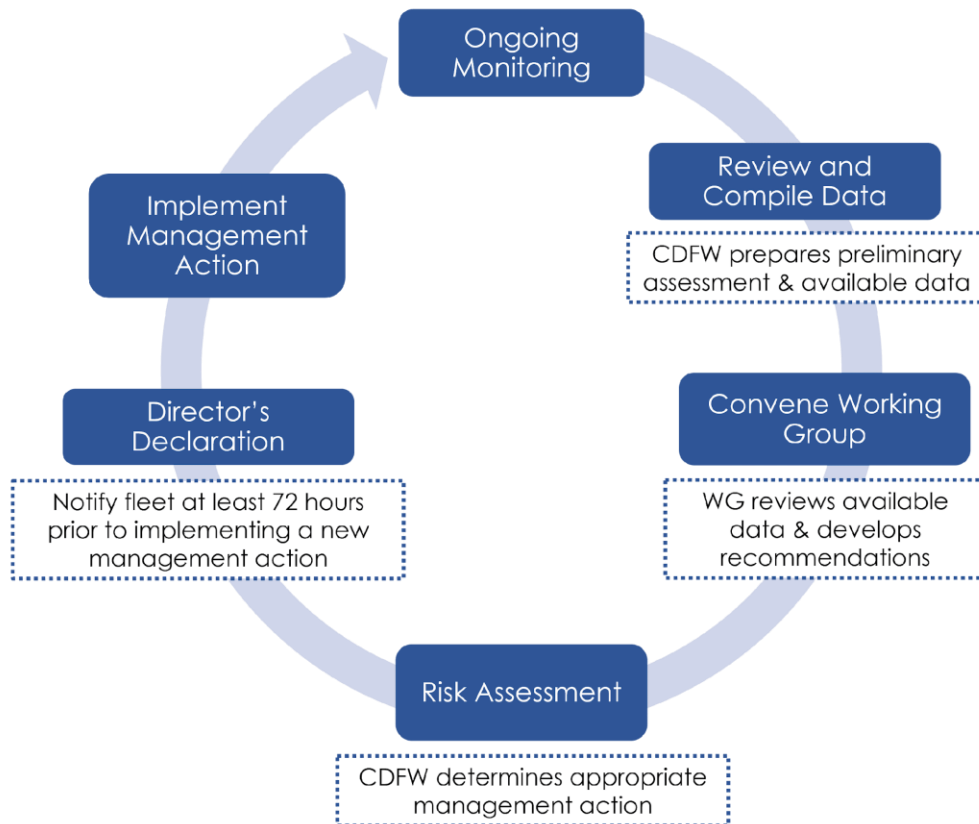 Ongoing
Monitoring
Review and
Compile Data
CDFW prepares preliminary
assessment & available data
Convene Working
Group
WG reviews available
data & develops
recommendations
Risk Assessment
CDFW determines appropriate
management action
Director’s
Declaration
Notify fleet at least 72 hours
prior to implementing a new
management action
Implement
Management
Action